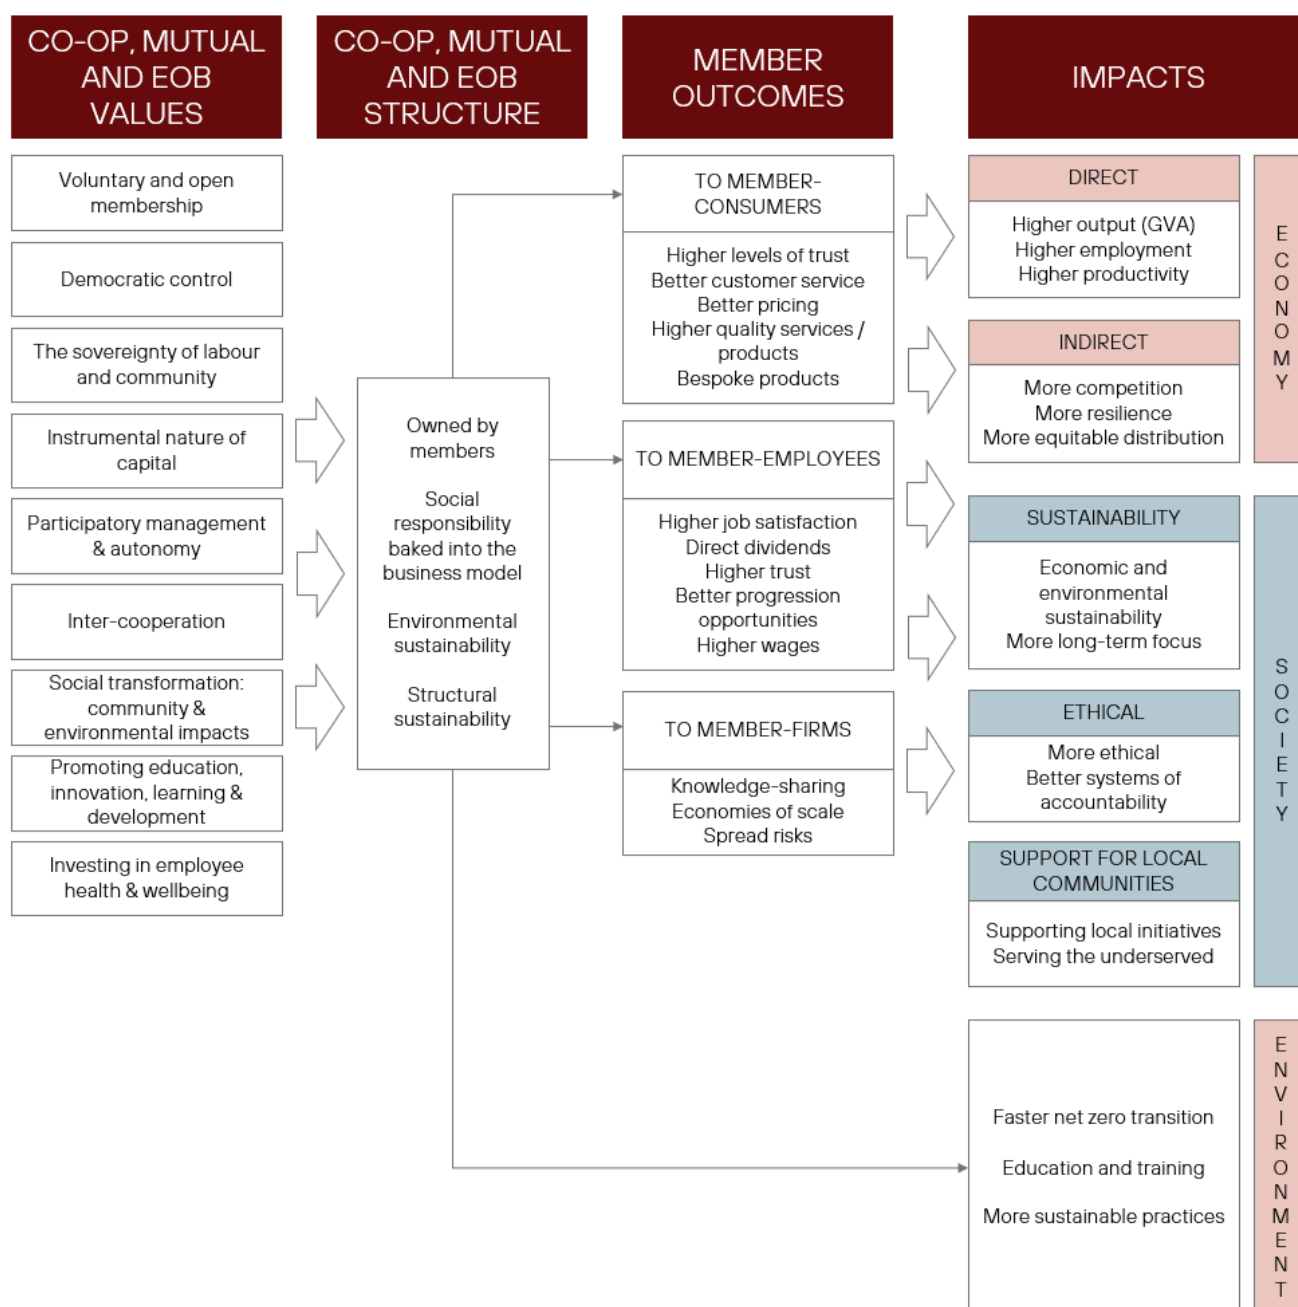 CO-OP, MUTUAL
AND EOB
VALUES
CO-OP, MUTUAL
AND EOB
STRUCTURE
MEMBER
OUTCOMES
IMPACTS
Voluntary and open
membership
Democratic control
The sovereignty of labour
and community
Instrumental nature of
capital
Participatory management
& autonomy
Inter-cooperation
Social transformation:
community &
environmental impacts
Promoting education,
innovation, learning &
development
Investing in employee
health & wellbeing
Owned by
members
Social
responsibility
baked into the
business model
Environmental
sustainability
Structural
sustainability
TO MEMBER-
CONSUMERS
Higher levels of trust
Better customer service
Better pricing
Higher quality services /
products
Bespoke products
TO MEMBER-EMPLOYEES
Higher job satisfaction
Direct dividends
Higher trust
Better progression
opportunities
Higher wages
TO MEMBER-FIRMS
Knowledge-sharing
Economies of scale
Spread risks
DIRECT
Higher output (GVA)
Higher employment
Higher productivity
INDIRECT
More competition
More resilience
More equitable distribution
ECONOMY
SUSTAINABILITY
Economic and
environmental
sustainability
More long-term focus
ETHICAL
More ethical
Better systems of
accountability
SUPPORT FOR LOCAL
COMMUNITIES
Supporting local initiatives
Serving the underserved
SOCIETY
Faster net zero transition
Education and training
More sustainable practices
ENVIRONMENT